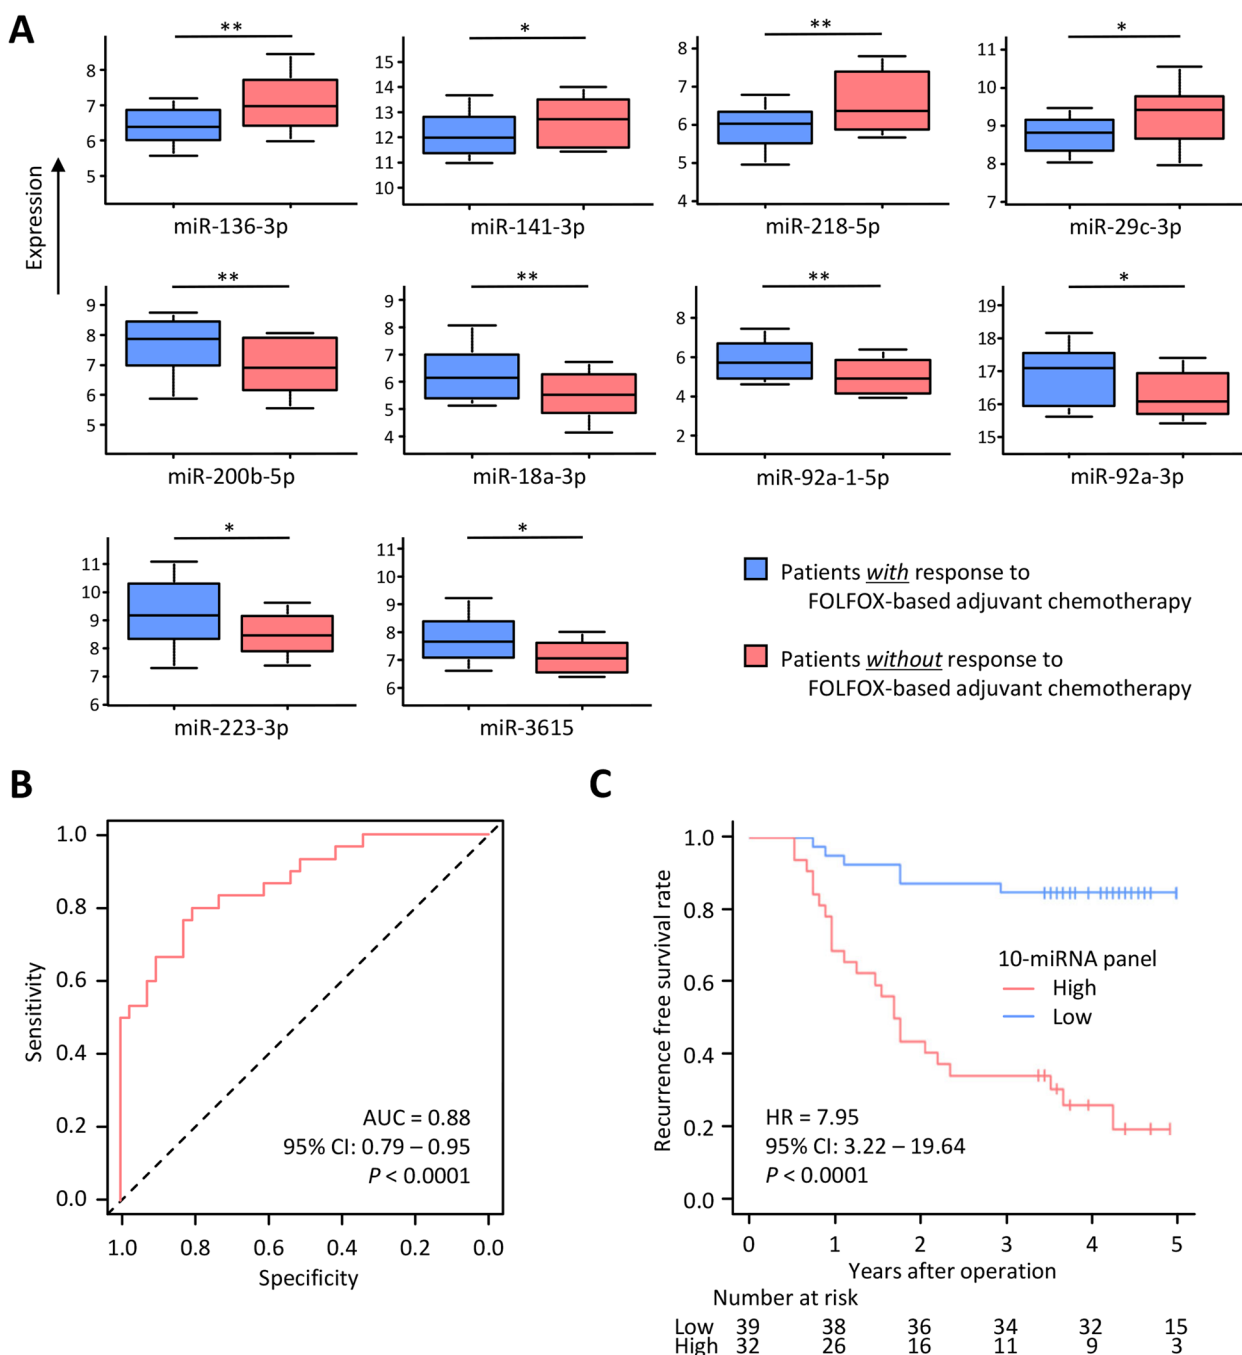 A
Expression
**
8
7
6
5
miR-136-3p
*
15
14
13
12
11
10
miR-141-3p
**
8
7
6
5
4
miR-218-5p
*
11
10
9
8
7
miR-29c-3p
**
9
8
7
6
5
miR-200b-5p
**
9
8
7
6
5
4
miR-18a-3p
**
8
6
4
2
miR-92a-1-5p
*
19
18
17
16
15
miR-92a-3p
*
11
10
9
8
7
6
miR-223-3p
*
11
10
9
8
7
6
miR-3615
Patients with response to
FOLFOX-based adjuvant chemotherapy
Patients without response to
FOLFOX-based adjuvant chemotherapy
B
Sensitivity
1.0
0.8
0.6
0.4
0.2
0.0
AUC = 0.88
95% CI: 0.79 – 0.95
P < 0.0001
1.0 0.8 0.6 0.4 0.2 0.0
Specificity
C
Recurrence free survival rate
1.0
0.8
0.6
0.4
0.2
0.0
10-miRNA panel
High
Low
HR = 7.95
95% CI: 3.22 – 19.64
P < 0.0001
0 1 2 3 4 5
Years after operation
Number at risk
Low 39 38 36 34 32 15
High 32 26 16 11 9 3